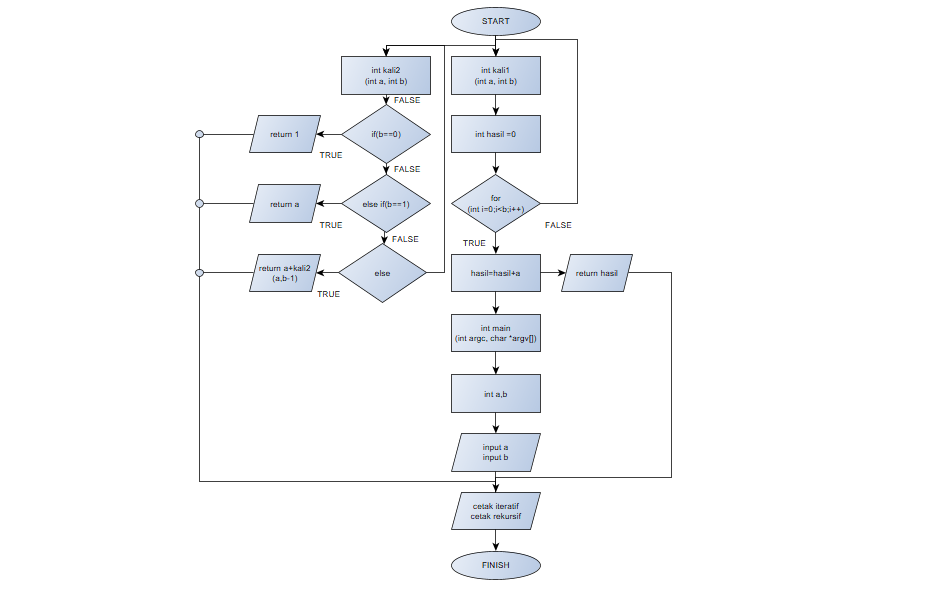 START
int kali2
(int a, int b)
int kali1
(int a, int b)
FALSE
return 1
if(b==0)
int hasil =0
TRUE
FALSE
return a
else if(b==1)
for
(int i=0;i<b;i++)
TRUE
FALSE
FALSE
TRUE
return a+kali2
(a,b-1)
else
hasil=hasil+a
return hasil
TRUE
int main
(int argc, char *argv[])
int a,b
input a
input b
cetak iteratif
cetak rekursif
FINISH